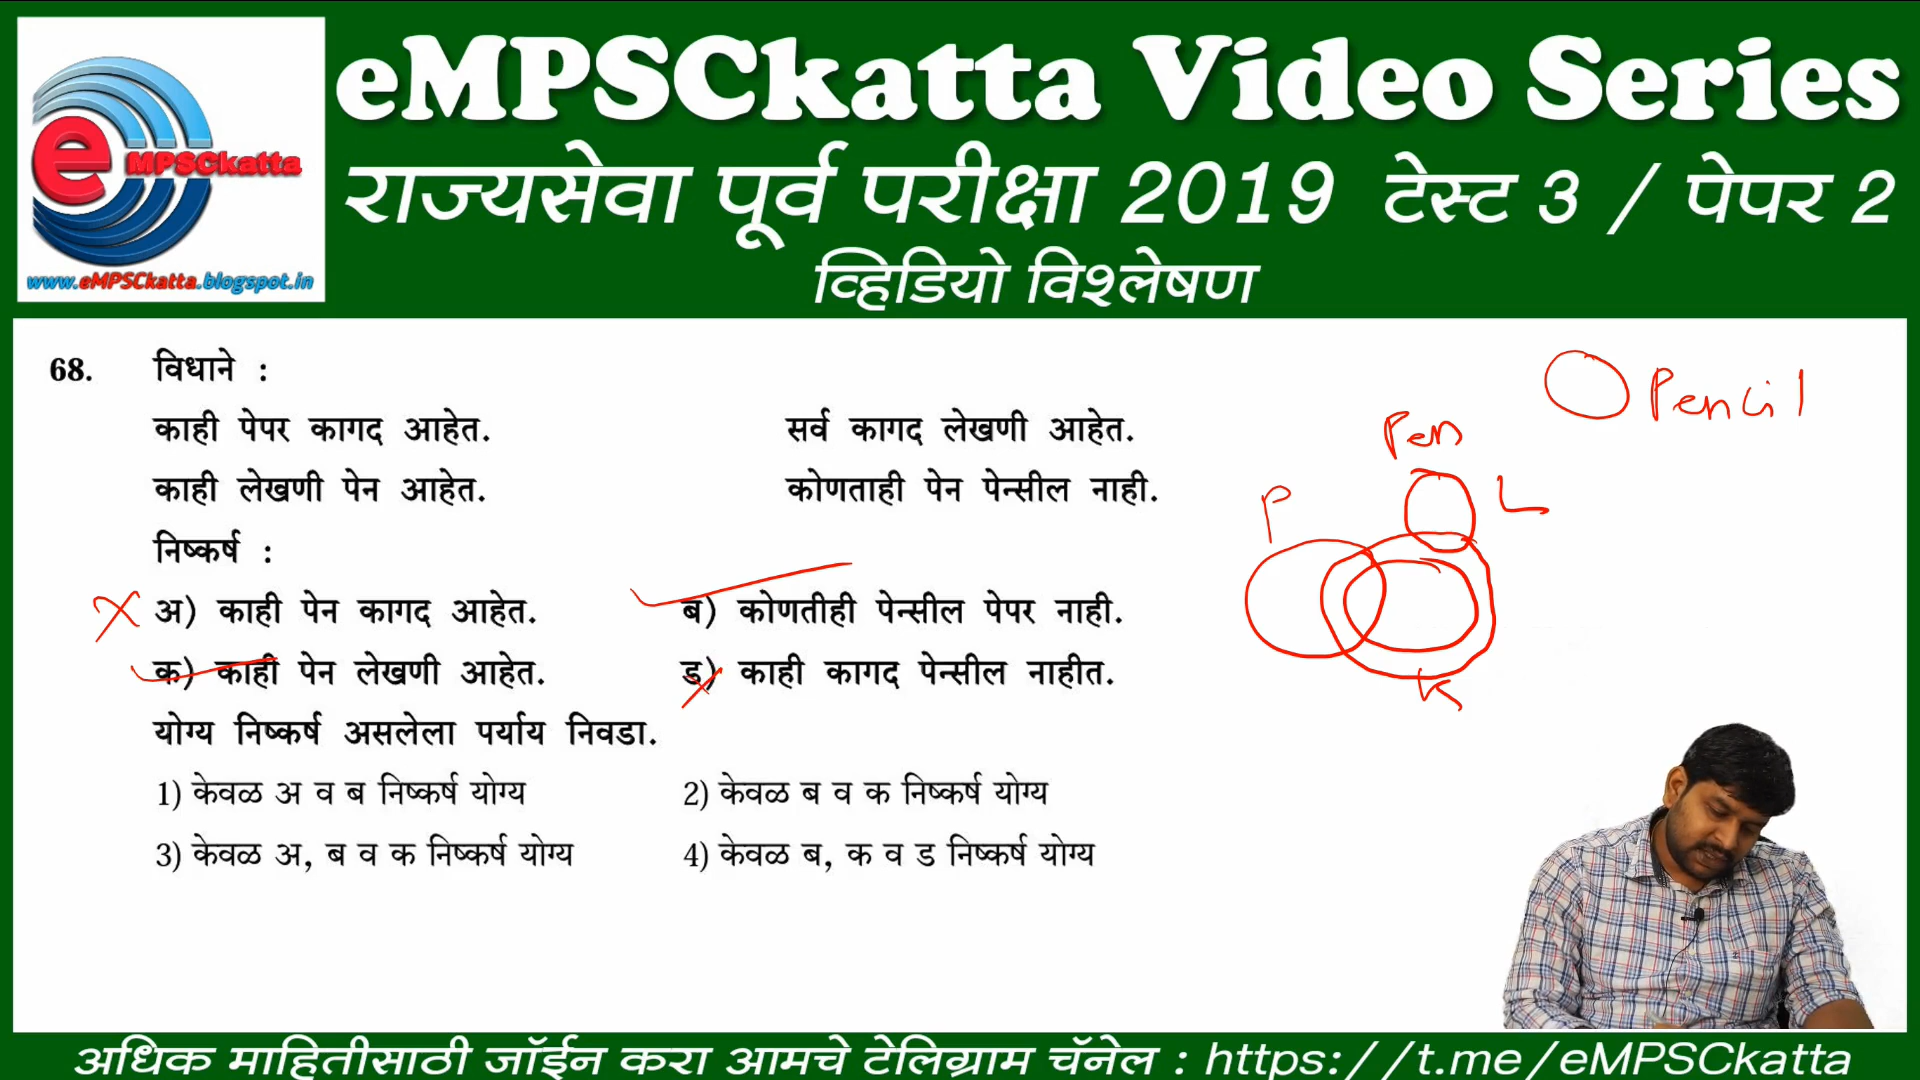 eMPSCkatta Video Series
e MPSCkatta
राज्यसेवा पूर्व परीक्षा 2019 टेस्ट 3 / पेपर 2
www.eMPSCkatta.blogspot.in
व्हिडियो विश्लेषण
68. विधाने :
काही पेपर कागद आहेत. सर्व कागद लेखणी आहेत.
काही लेखणी पेन आहेत. कोणताही पेन पेन्सील नाही.
निष्कर्ष :
अ) काही पेन कागद आहेत. ब) कोणतीही पेन्सील पेपर नाही.
क) काही पेन लेखणी आहेत. ड) काही कागद पेन्सील नाहीत.
योग्य निष्कर्ष असलेला पर्याय निवडा.
1) केवळ अ व ब निष्कर्ष योग्य 2) केवळ ब व क निष्कर्ष योग्य
3) केवळ अ, ब व क निष्कर्ष योग्य 4) केवळ ब, क व ड निष्कर्ष योग्य
Pencil
Pen
P
L
K
अधिक माहितीसाठी जॉईन करा आमचे टेलिग्राम चॅनेल : https://t.me/eMPSCkatta